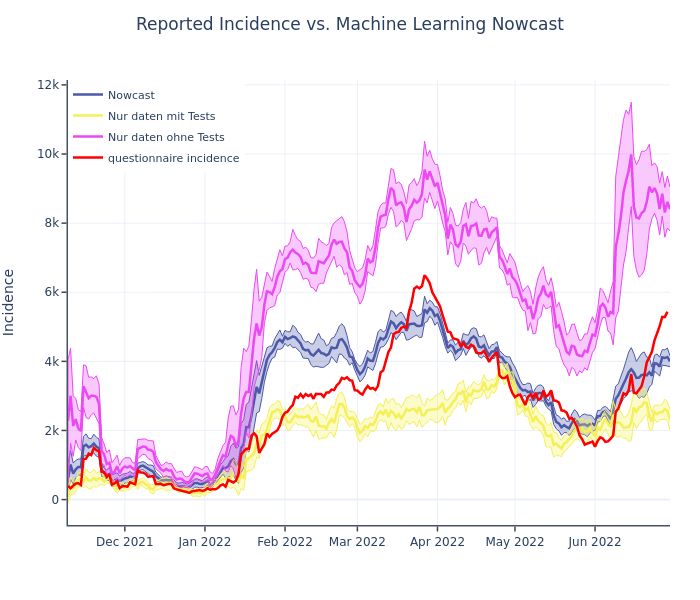 Reported Incidence vs. Machine Learning Nowcast
Incidence
12k
10k
8k
6k
4k
2k
0
Nowcast
Nur daten mit Tests
Nur daten ohne Tests
questionnaire incidence
Dec 2021
Jan 2022
Feb 2022
Mar 2022
Apr 2022
May 2022
Jun 2022